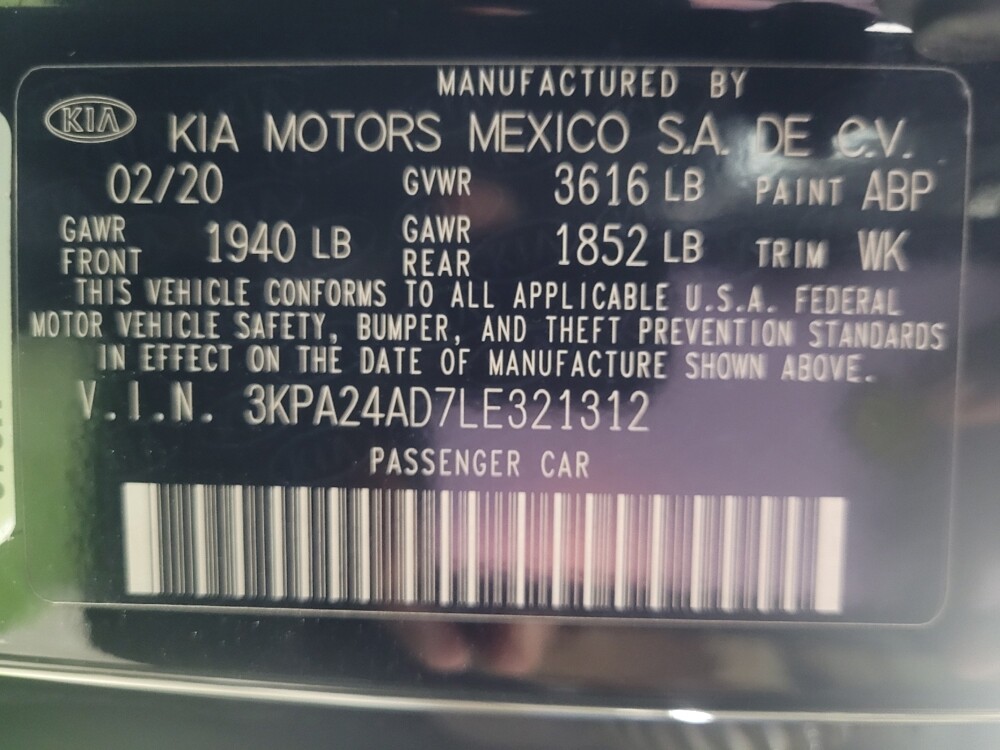 MANUFACTURED BY
KIA KIA MOTORS MEXICO S.A. DE C.V.
02/20 GVWR 3616 LB PAINT ABP
GAWR FRONT 1940 LB GAWR REAR 1852 LB TRIM WK
THIS VEHICLE CONFORMS TO ALL APPLICABLE U.S.A. FEDERAL
MOTOR VEHICLE SAFETY, BUMPER, AND THEFT PREVENTION STANDARDS
IN EFFECT ON THE DATE OF MANUFACTURE SHOWN ABOVE.
V.I.N. 3KPA24AD7LE321312
PASSENGER CAR